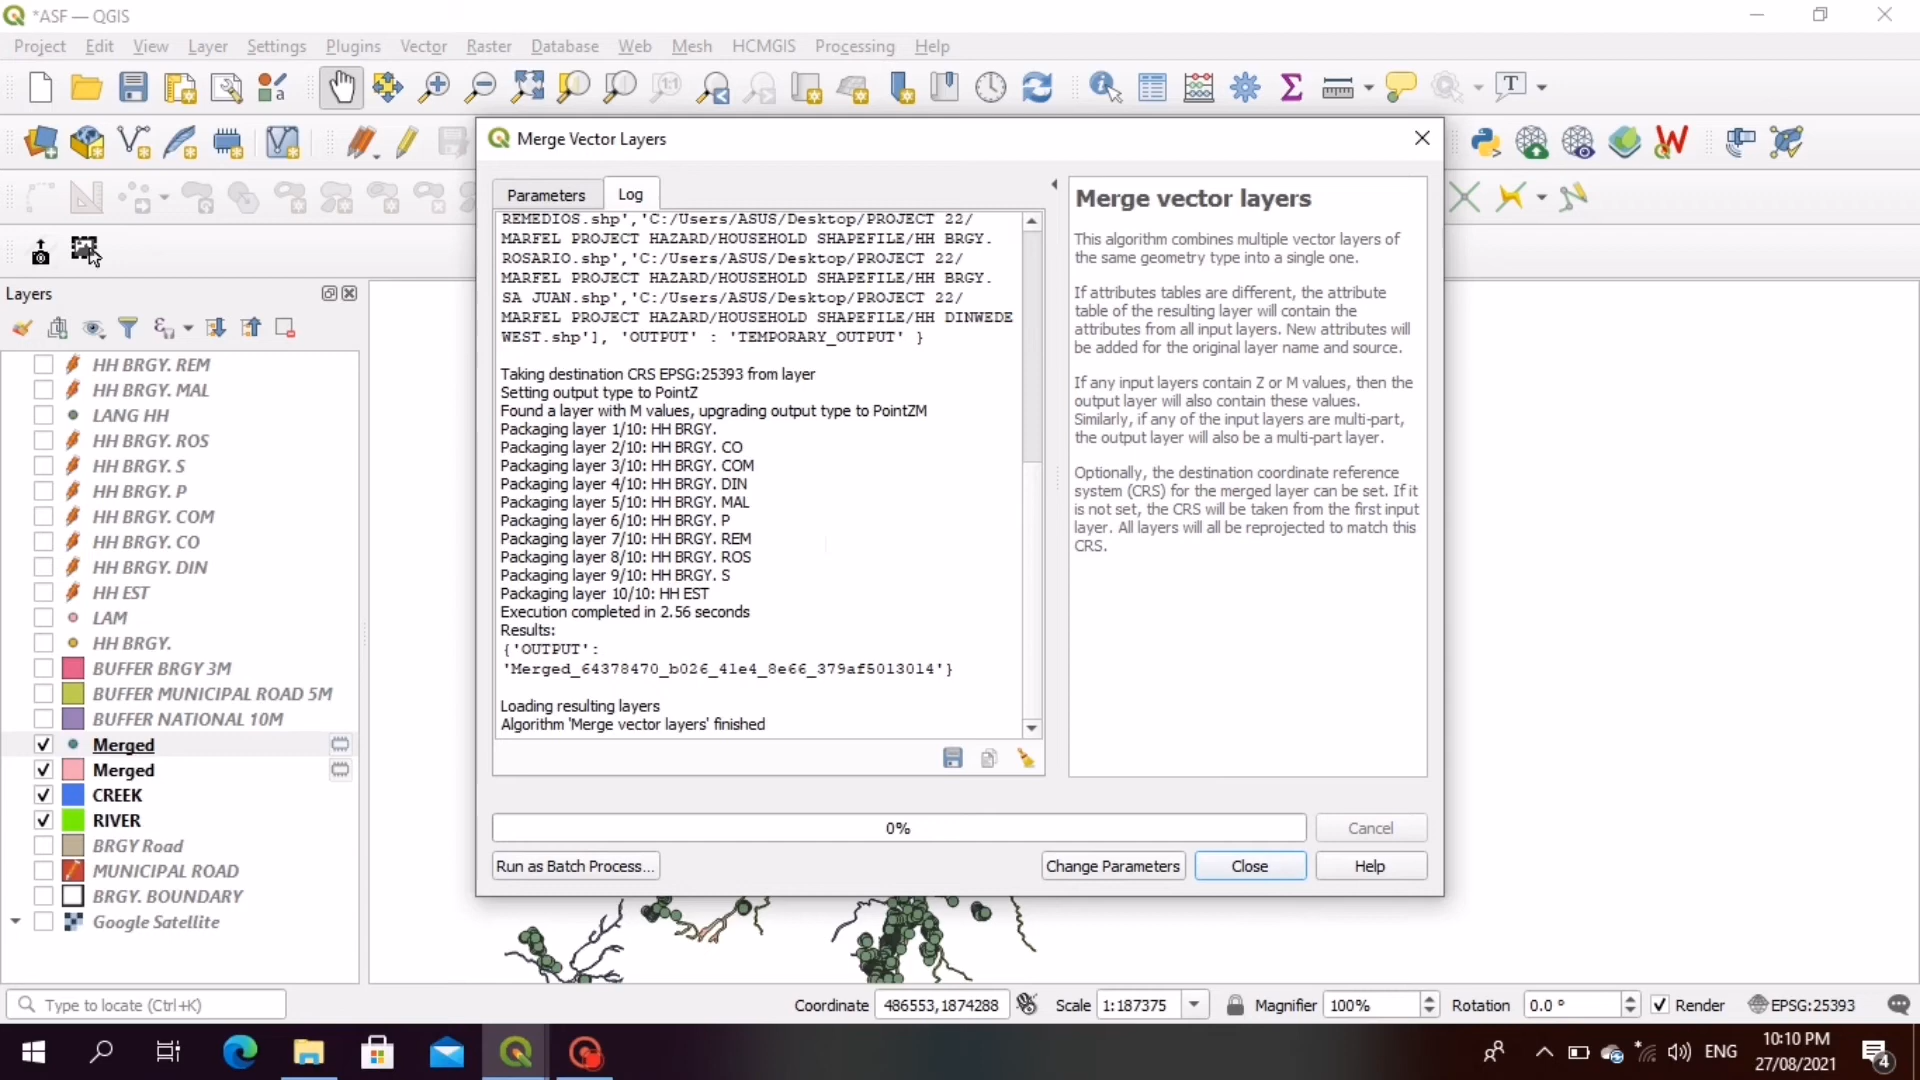 *ASF — QGIS
Project Edit View Layer Settings Plugins Vector Raster Database Web Mesh HCMGIS Processing Help
Merge Vector Layers
Parameters Log
REMEDIOS.shp','C:/Users/ASUS/Desktop/PROJECT 22/
MARFEL PROJECT HAZARD/HOUSEHOLD SHAPEFILE/HH BRGY.
ROSARIO.shp','C:/Users/ASUS/Desktop/PROJECT 22/
MARFEL PROJECT HAZARD/HOUSEHOLD SHAPEFILE/HH BRGY.
SA JUAN.shp','C:/Users/ASUS/Desktop/PROJECT 22/
MARFEL PROJECT HAZARD/HOUSEHOLD SHAPEFILE/HH DINWEDE
WEST.shp'], 'OUTPUT' : 'TEMPORARY_OUTPUT' }
Taking destination CRS EPSG:25393 from layer
Setting output type to PointZ
Found a layer with M values, upgrading output type to PointZM
Packaging layer 1/10: HH BRGY.
Packaging layer 2/10: HH BRGY. CO
Packaging layer 3/10: HH BRGY. COM
Packaging layer 4/10: HH BRGY. DIN
Packaging layer 5/10: HH BRGY. MAL
Packaging layer 6/10: HH BRGY. P
Packaging layer 7/10: HH BRGY. REM
Packaging layer 8/10: HH BRGY. ROS
Packaging layer 9/10: HH BRGY. S
Packaging layer 10/10: HH EST
Execution completed in 2.56 seconds
Results:
{'OUTPUT':
'Merged_64378470_b026_41e4_8e66_379af5013014'}
Loading resulting layers
Algorithm 'Merge vector layers' finished
Merge vector layers
This algorithm combines multiple vector layers of
the same geometry type into a single one.
If attributes tables are different, the attribute
table of the resulting layer will contain the
attributes from all input layers. New attributes will
be added for the original layer name and source.
If any input layers contain Z or M values, then the
output layer will also contain these values.
Similarly, if any of the input layers are multi-part,
the output layer will also be a multi-part layer.
Optionally, the destination coordinate reference
system (CRS) for the merged layer can be set. If it
is not set, the CRS will be taken from the first input
layer. All layers will all be reprojected to match this
CRS.
0%
Cancel
Run as Batch Process...
Change Parameters
Close
Help
Layers
HH BRGY. REM
HH BRGY. MAL
LANG HH
HH BRGY. ROS
HH BRGY. S
HH BRGY. P
HH BRGY. COM
HH BRGY. CO
HH BRGY. DIN
HH EST
LAM
HH BRGY.
BUFFER BRGY 3M
BUFFER MUNICIPAL ROAD 5M
BUFFER NATIONAL 10M
Merged
Merged
CREEK
RIVER
BRGY Road
MUNICIPAL ROAD
BRGY. BOUNDARY
Google Satellite
Type to locate (Ctrl+K) Coordinate 486553,1874288 Scale 1:187375 Magnifier 100% Rotation 0.0 ° Render EPSG:25393
ENG
10:10 PM
27/08/2021
4